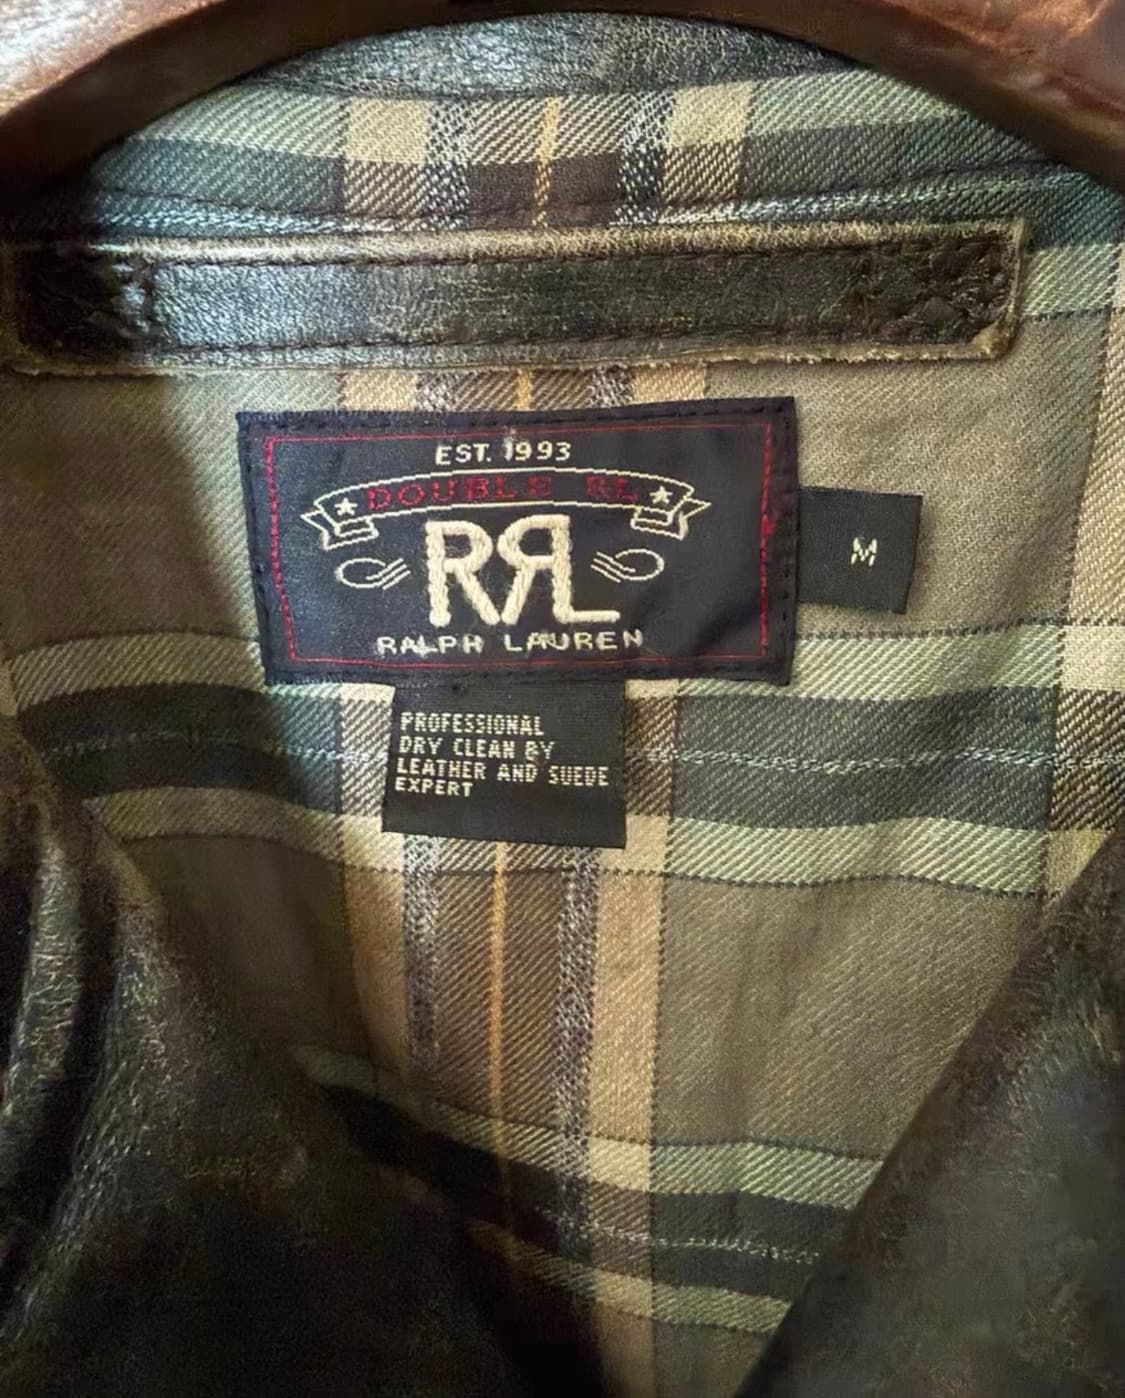 EST. 1993
DOUBLE RL
RRL
RALPH LAUREN
M
PROFESSIONAL
DRY CLEAN BY
LEATHER AND SUEDE
EXPERT